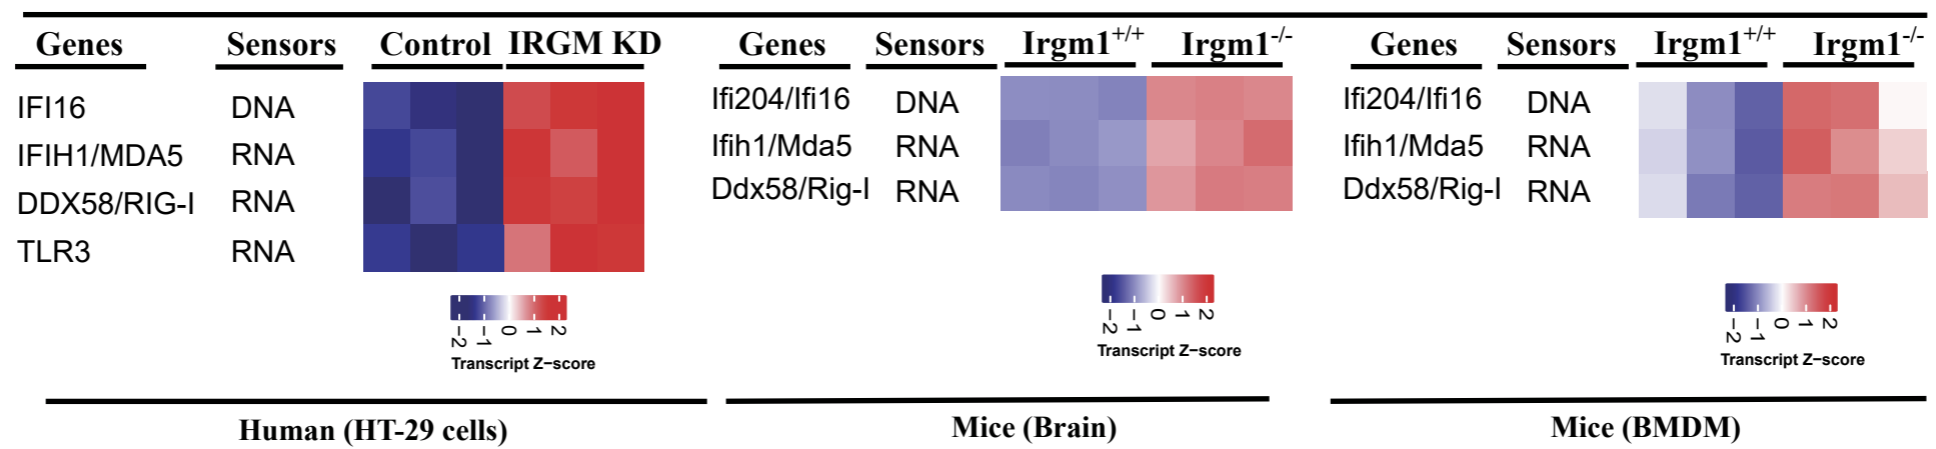 Genes Sensors Control IRGM KD
IFI16 DNA
IFIH1/MDA5 RNA
DDX58/RIG-I RNA
TLR3 RNA
-2 -1 0 1 2
Transcript Z-score
Human (HT-29 cells)
Genes Sensors Irgm1+/+ Irgm1-/-
Ifi204/Ifi16 DNA
Ifih1/Mda5 RNA
Ddx58/Rig-I RNA
-2 -1 0 1 2
Transcript Z-score
Mice (Brain)
Genes Sensors Irgm1+/+ Irgm1-/-
Ifi204/Ifi16 DNA
Ifih1/Mda5 RNA
Ddx58/Rig-I RNA
-2 -1 0 1 2
Transcript Z-score
Mice (BMDM)